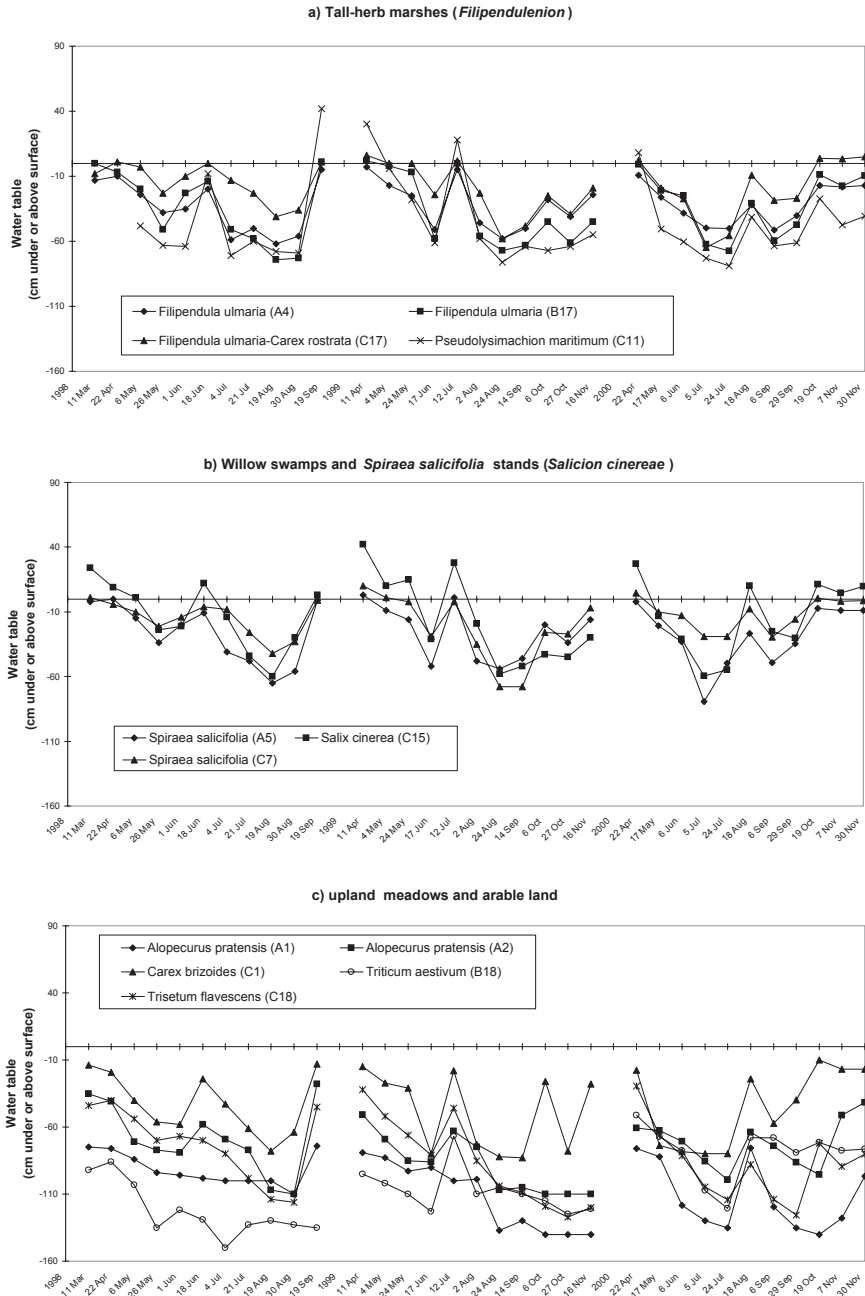 a) Tall-herb marshes (Filipendulenion)
90
40
-10
-60
-110
-160
Water table
(cm under or above surface)
Filipendula ulmaria (A4)
Filipendula ulmaria (B17)
Filipendula ulmaria-Carex rostrata (C17)
Pseudolysimachion maritimum (C11)
1998
11 Mar
22 Apr
6 May
26 May
1 Jun
18 Jun
4 Jul
21 Jul
19 Aug
30 Aug
19 Sep
1999
11 Apr
4 May
24 May
17 Jun
12 Jul
2 Aug
24 Aug
14 Sep
6 Oct
27 Oct
16 Nov
2000
22 Apr
17 May
6 Jun
5 Jul
24 Jul
18 Aug
6 Sep
29 Sep
19 Oct
7 Nov
30 Nov
b) Willow swamps and Spiraea salicifolia stands (Salicion cinereae)
90
40
-10
-60
-110
-160
Water table
(cm under or above surface)
Spiraea salicifolia (A5)
Salix cinerea (C15)
Spiraea salicifolia (C7)
1998
11 Mar
22 Apr
6 May
26 May
1 Jun
18 Jun
4 Jul
21 Jul
19 Aug
30 Aug
19 Sep
1999
11 Apr
4 May
24 May
17 Jun
12 Jul
2 Aug
24 Aug
14 Sep
6 Oct
27 Oct
16 Nov
2000
22 Apr
17 May
6 Jun
5 Jul
24 Jul
18 Aug
6 Sep
29 Sep
19 Oct
7 Nov
30 Nov
c) upland meadows and arable land
90
40
-10
-60
-110
-160
Water table
(cm under or above surface)
Alopecurus pratensis (A1)
Alopecurus pratensis (A2)
Carex brizoides (C1)
Triticum aestivum (B18)
Trisetum flavescens (C18)
1998
11 Mar
22 Apr
6 May
26 May
1 Jun
18 Jun
4 Jul
21 Jul
19 Aug
30 Aug
19 Sep
1999
11 Apr
4 May
24 May
17 Jun
12 Jul
2 Aug
24 Aug
14 Sep
6 Oct
27 Oct
16 Nov
2000
22 Apr
17 May
6 Jun
5 Jul
24 Jul
18 Aug
6 Sep
29 Sep
19 Oct
7 Nov
30 Nov